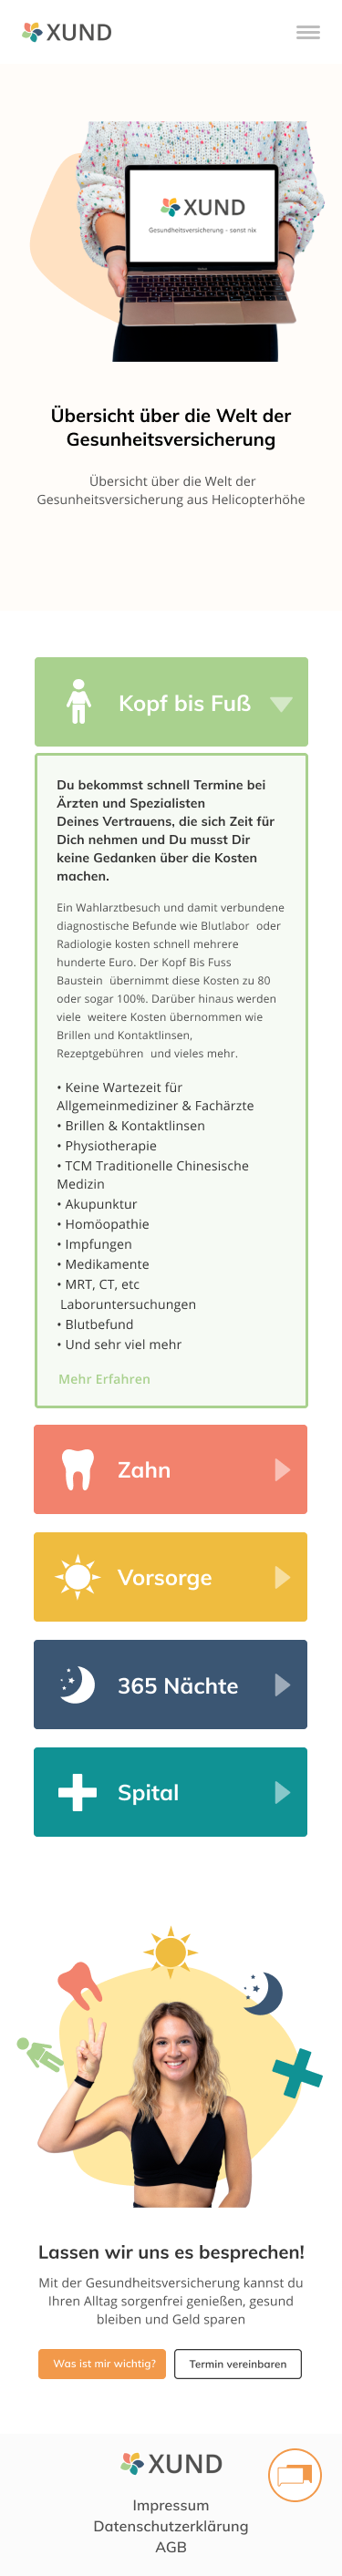 XUND
XUND
Gesundheitsversicherung - sonst nix
Übersicht über die Welt der
Gesunheitsversicherung
Übersicht über die Welt der
Gesunheitsversicherung aus Helicopterhöhe
Kopf bis Fuß
Du bekommst schnell Termine bei
Ärzten und Spezialisten
Deines Vertrauens, die sich Zeit für
Dich nehmen und Du musst Dir
keine Gedanken über die Kosten
machen.
Ein Wahlarztbesuch und damit verbundene
diagnostische Befunde wie Blutlabor oder
Radiologie kosten schnell mehrere
hunderte Euro. Der Kopf Bis Fuss
Baustein übernimmt diese Kosten zu 80
oder sogar 100%. Darüber hinaus werden
viele weitere Kosten übernommen wie
Brillen und Kontaktlinsen,
Rezeptgebühren und vieles mehr.
• Keine Wartezeit für
Allgemeinmediziner & Fachärzte
• Brillen & Kontaktlinsen
• Physiotherapie
• TCM Traditionelle Chinesische
Medizin
• Akupunktur
• Homöopathie
• Impfungen
• Medikamente
• MRT, CT, etc
Laboruntersuchungen
• Blutbefund
• Und sehr viel mehr
Mehr Erfahren
Zahn
Vorsorge
365 Nächte
Spital
Lassen wir uns es besprechen!
Mit der Gesundheitsversicherung kannst du
Ihren Alltag sorgenfrei genießen, gesund
bleiben und Geld sparen
Was ist mir wichtig?
Termin vereinbaren
XUND
Impressum
Datenschutzerklärung
AGB